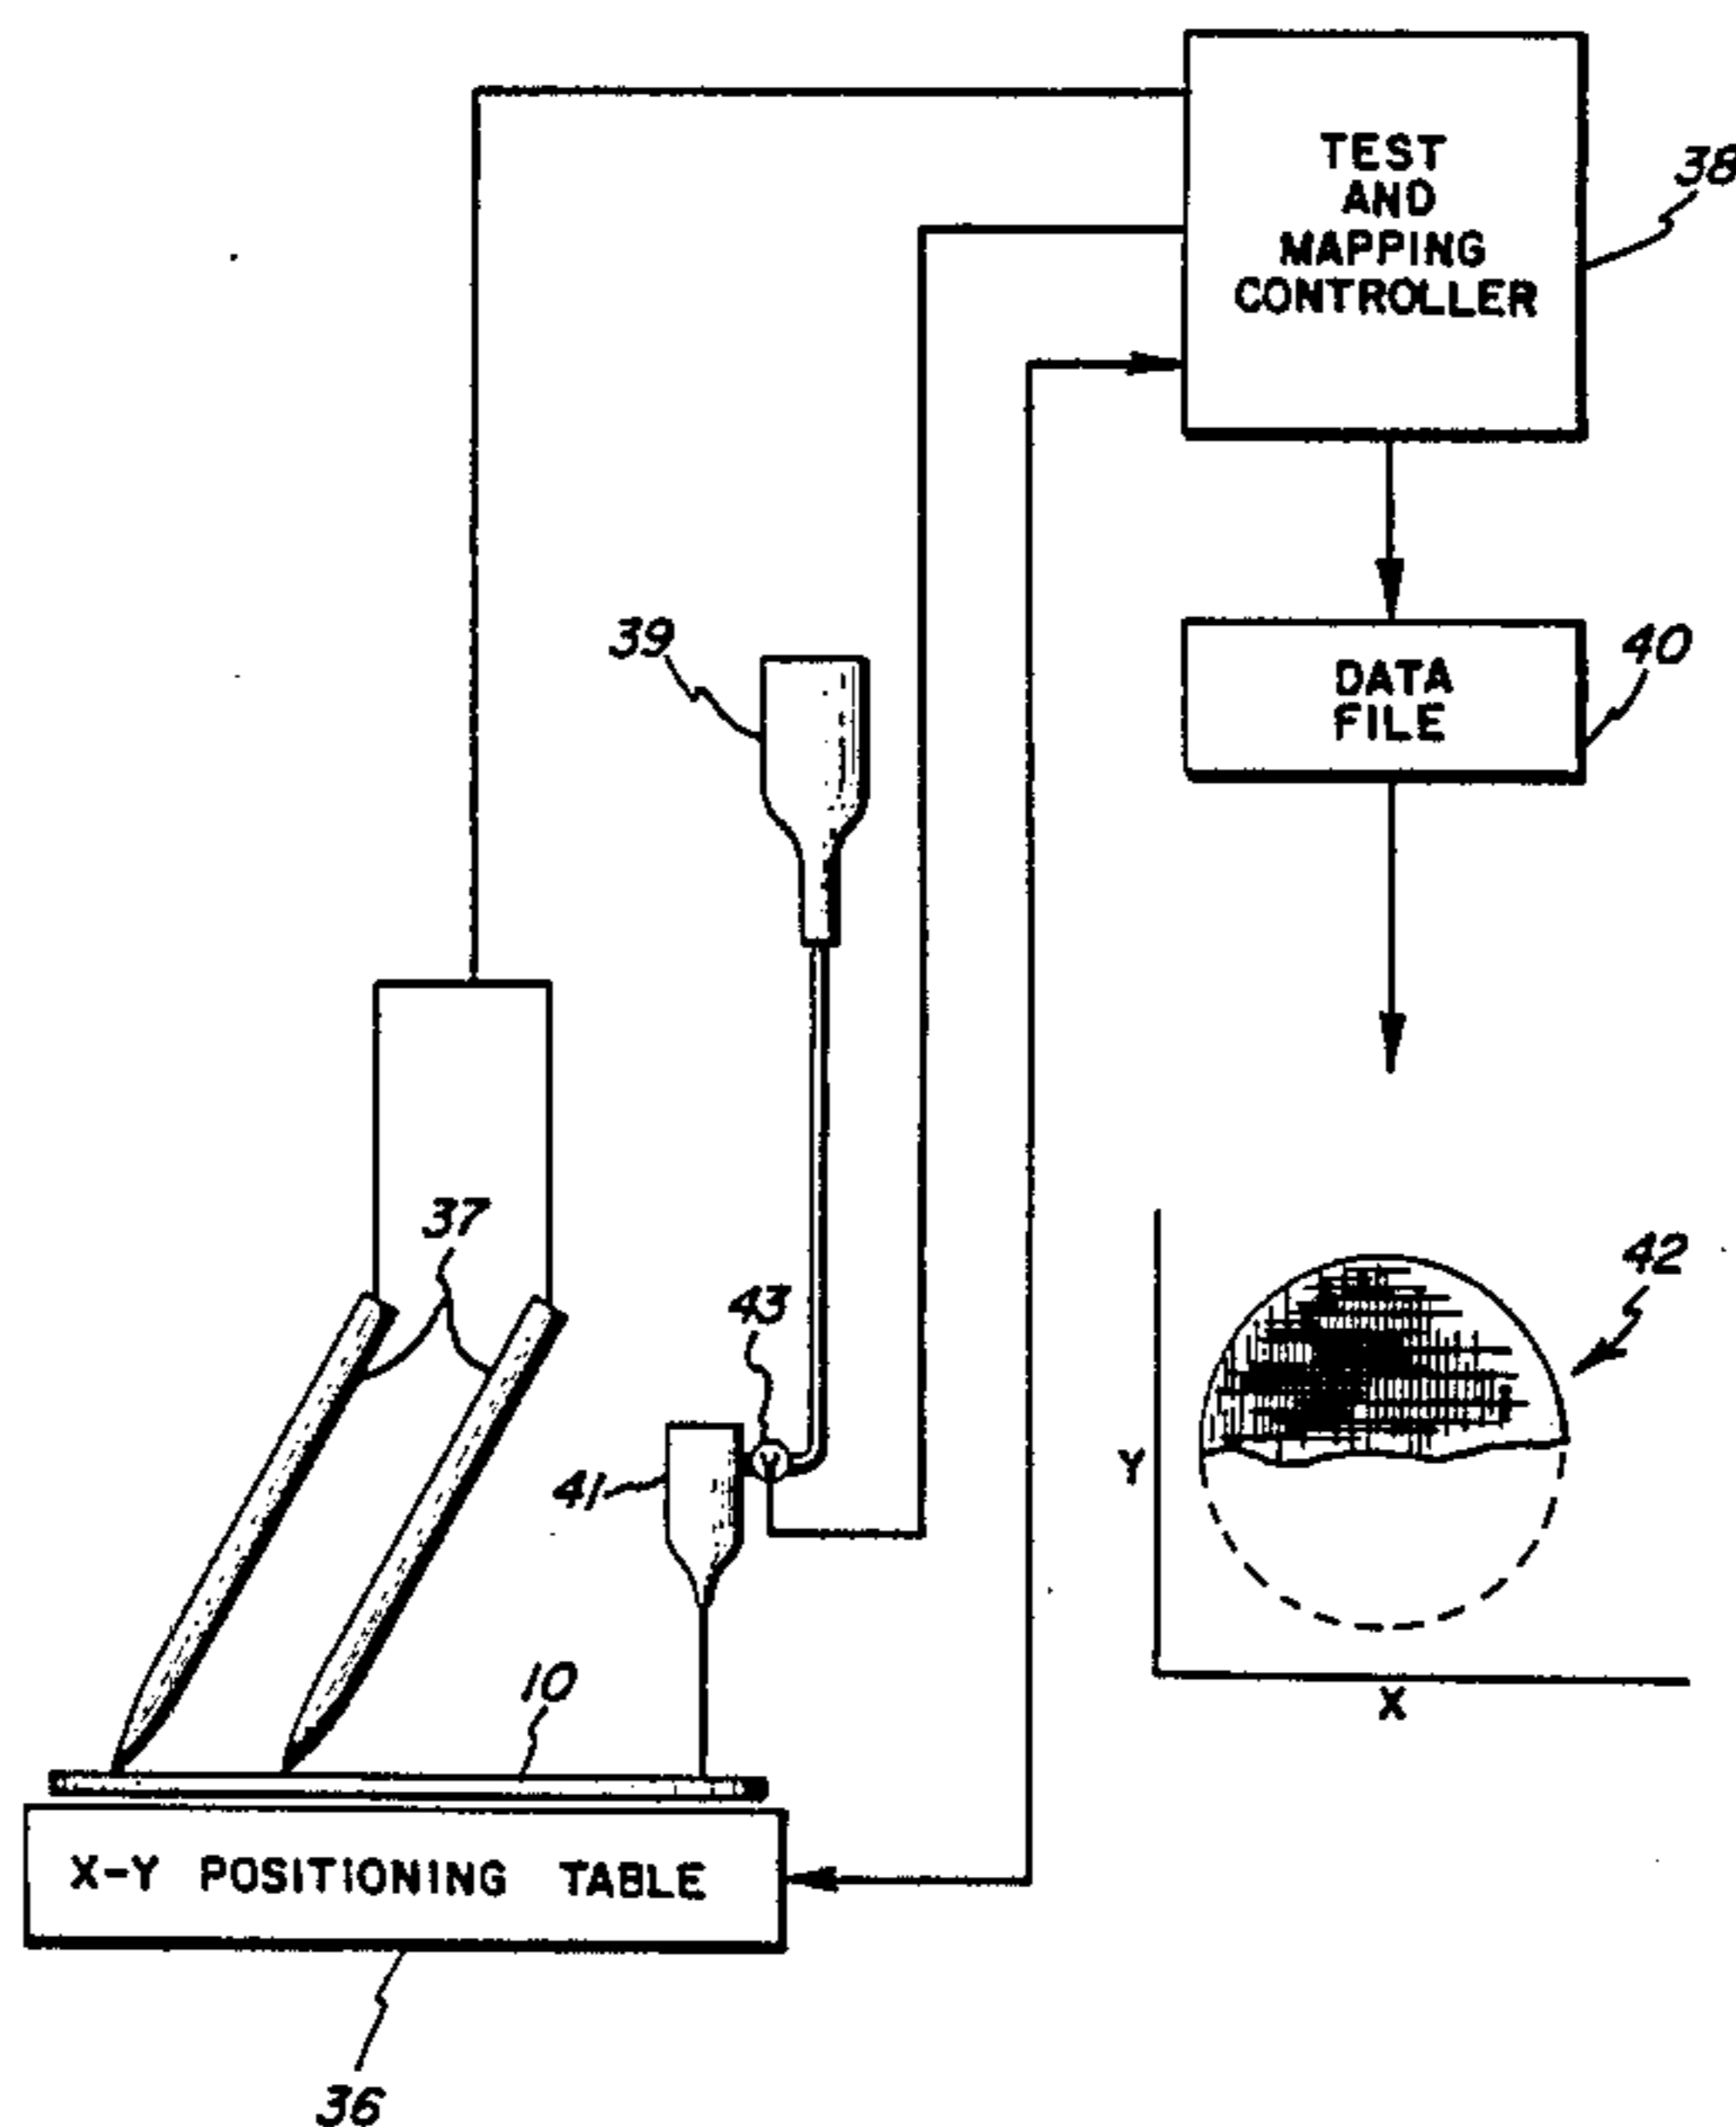 TEST
AND
MAPPING
CONTROLLER
38
39
DATA
FILE
40
37
43
42
41
Y
10
X
X-Y POSITIONING TABLE
36